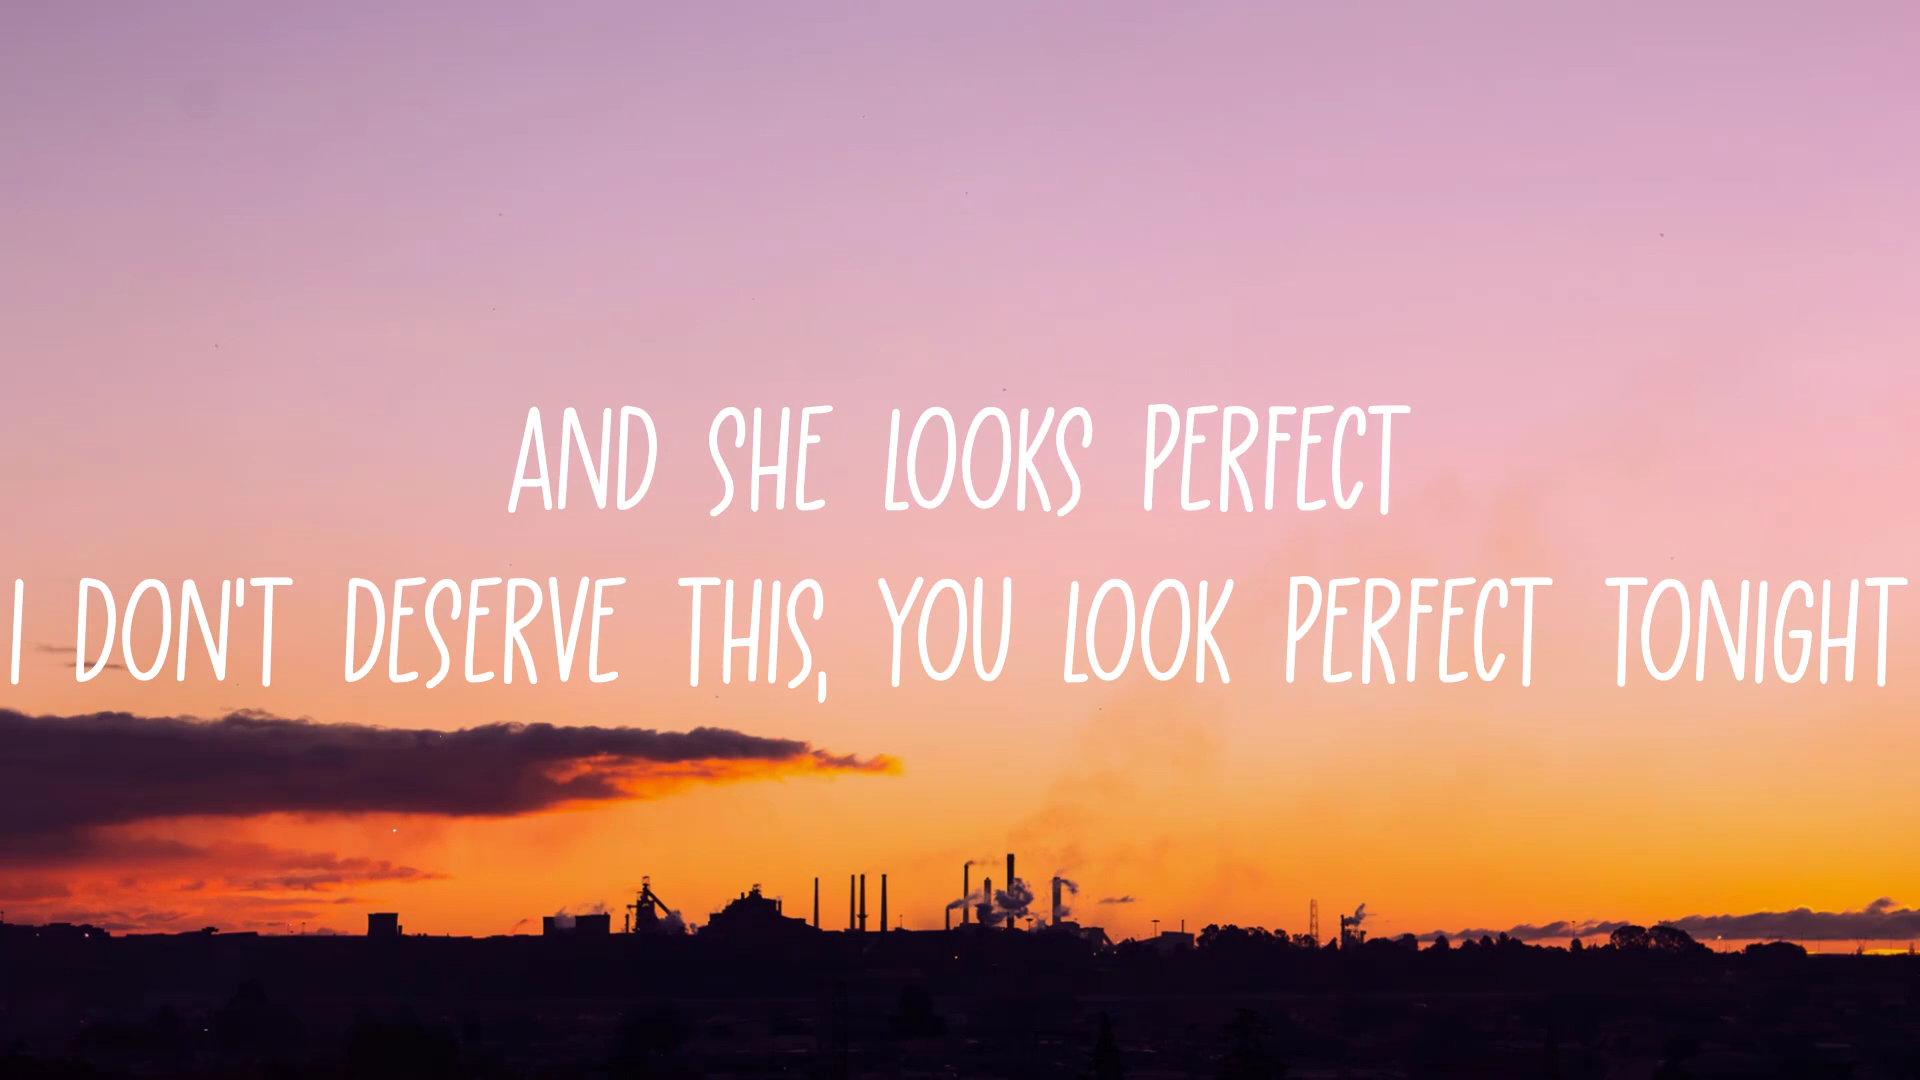 AND SHE LOOKS PERFECT
I DON'T DESERVE THIS, YOU LOOK PERFECT TONIGHT